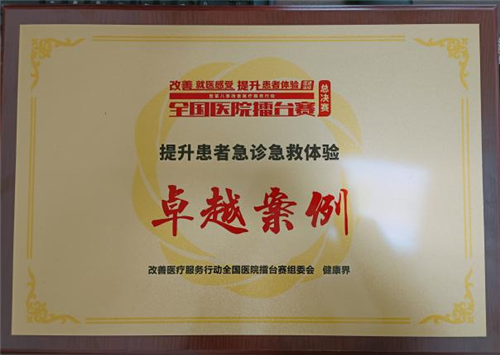 改善就医感受 提升患者体验
全国医院擂台赛 总决赛
提升患者急诊急救体验
卓越案例
改善医疗服务行动全国医院擂台赛组委会 健康界